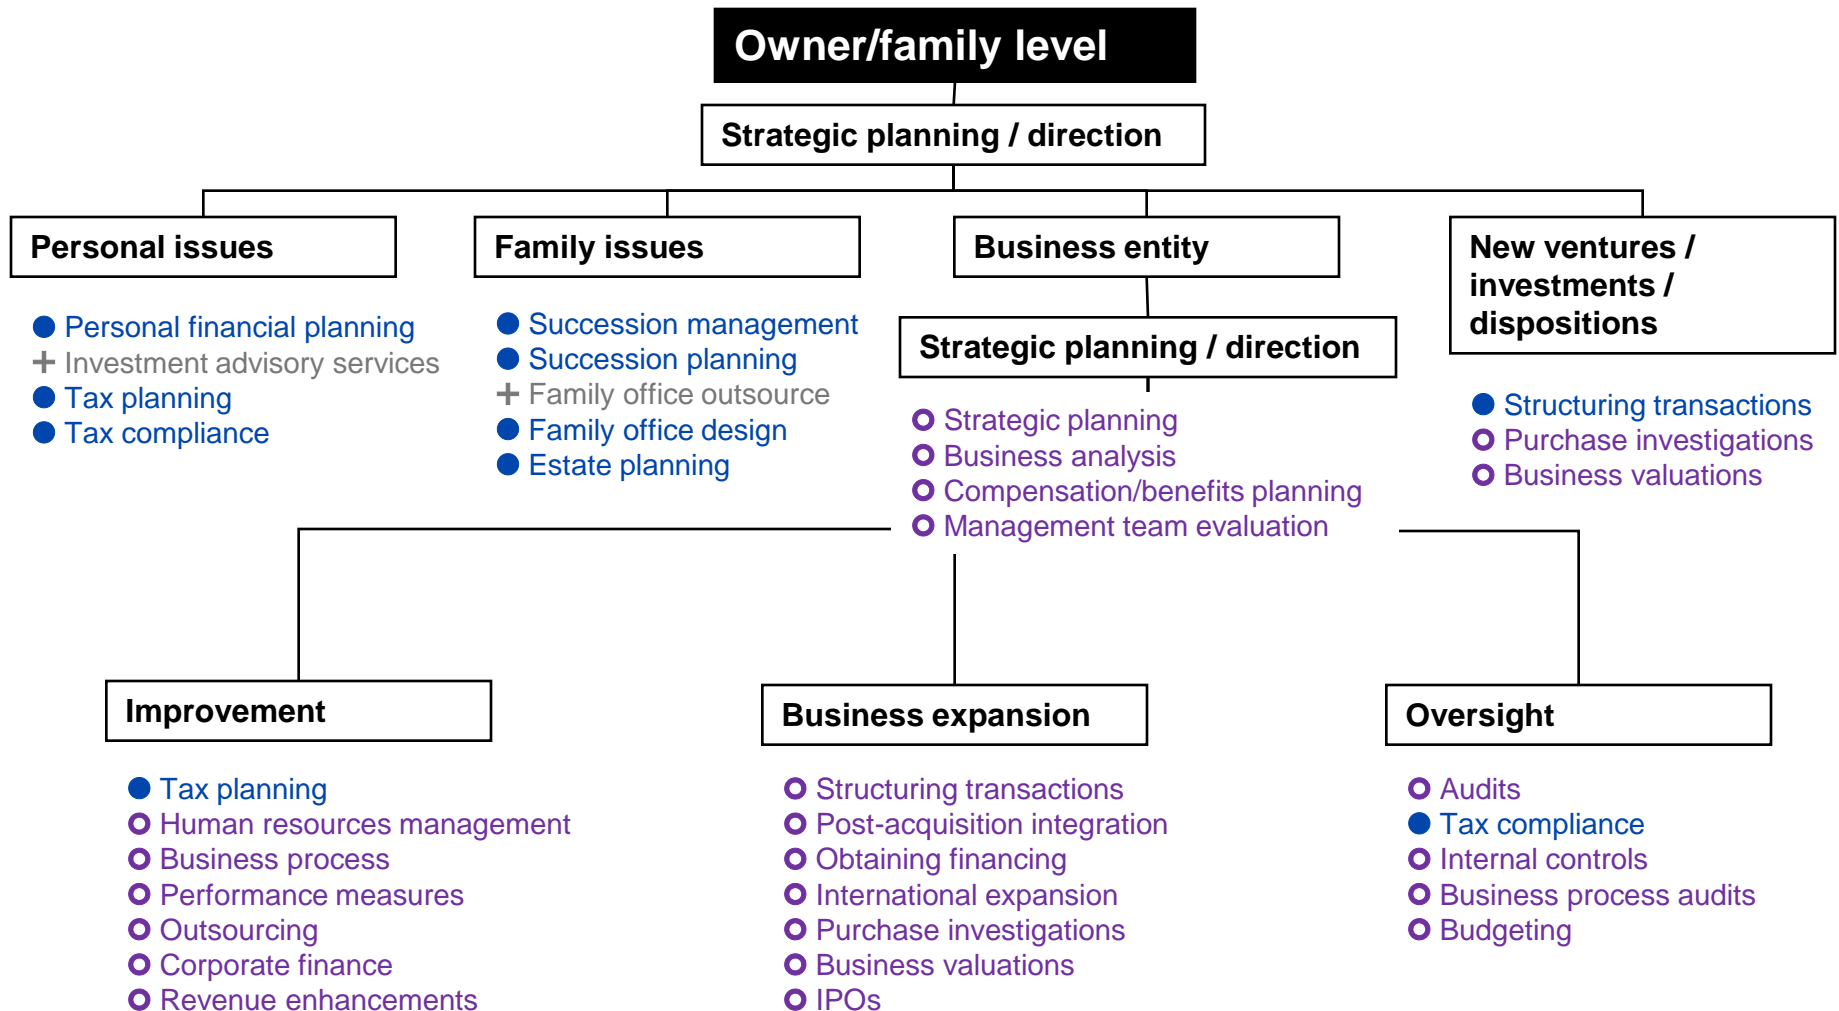 Owner/family level
Strategic planning / direction
Personal issues
Personal financial planning
Investment advisory services
Tax planning
Tax compliance
Family issues
Succession management
Succession planning
Family office outsource
Family office design
Estate planning
Business entity
Strategic planning / direction
Strategic planning
Business analysis
Compensation/benefits planning
Management team evaluation
New ventures /
investments /
dispositions
Structuring transactions
Purchase investigations
Business valuations
Improvement
Tax planning
Human resources management
Business process
Performance measures
Outsourcing
Corporate finance
Revenue enhancements
Business expansion
Structuring transactions
Post-acquisition integration
Obtaining financing
International expansion
Purchase investigations
Business valuations
IPOs
Oversight
Audits
Tax compliance
Internal controls
Business process audits
Budgeting